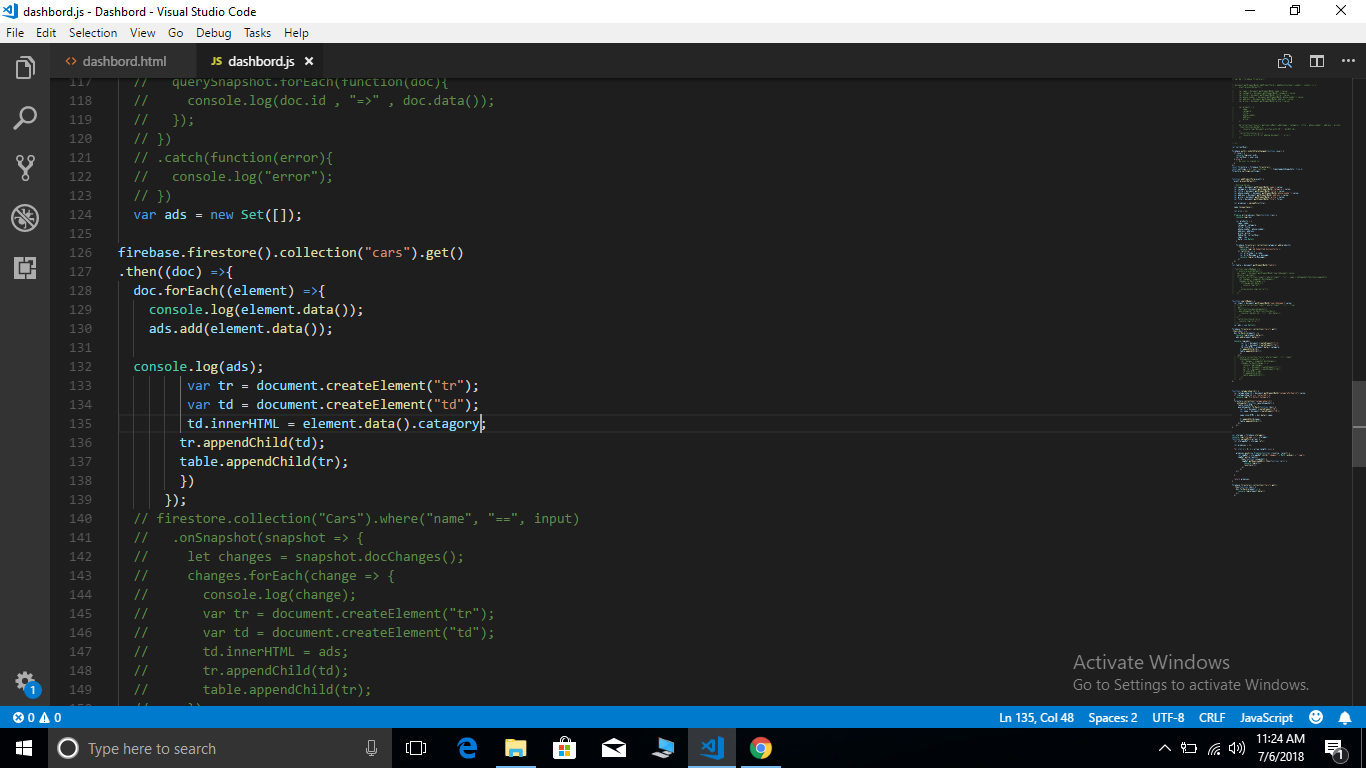 dashbord.js - Dashbord - Visual Studio Code
File Edit Selection View Go Debug Tasks Help
<> dashbord.html JS dashbord.js ×
117 // querySnapshot.forEach(function(doc){
118 // console.log(doc.id , "=>" , doc.data());
119 // });
120 // })
121 // .catch(function(error){
122 // console.log("error");
123 // })
124 var ads = new Set([]);
125
126 firebase.firestore().collection("cars").get()
127 .then((doc) =>{
128 doc.forEach((element) =>{
129 console.log(element.data());
130 ads.add(element.data());
131
132 console.log(ads);
133 var tr = document.createElement("tr");
134 var td = document.createElement("td");
135 td.innerHTML = element.data().catagory;
136 tr.appendChild(td);
137 table.appendChild(tr);
138 })
139 });
140 // firestore.collection("Cars").where("name", "==", input)
141 // .onSnapshot(snapshot => {
142 // let changes = snapshot.docChanges();
143 // changes.forEach(change => {
144 // console.log(change);
145 // var tr = document.createElement("tr");
146 // var td = document.createElement("td");
147 // td.innerHTML = ads;
148 // tr.appendChild(td);
149 // table.appendChild(tr);
Activate Windows
Go to Settings to activate Windows.
1
0 0 Ln 135, Col 48 Spaces: 2 UTF-8 CRLF JavaScript
Type here to search
11:24 AM
7/6/2018
1